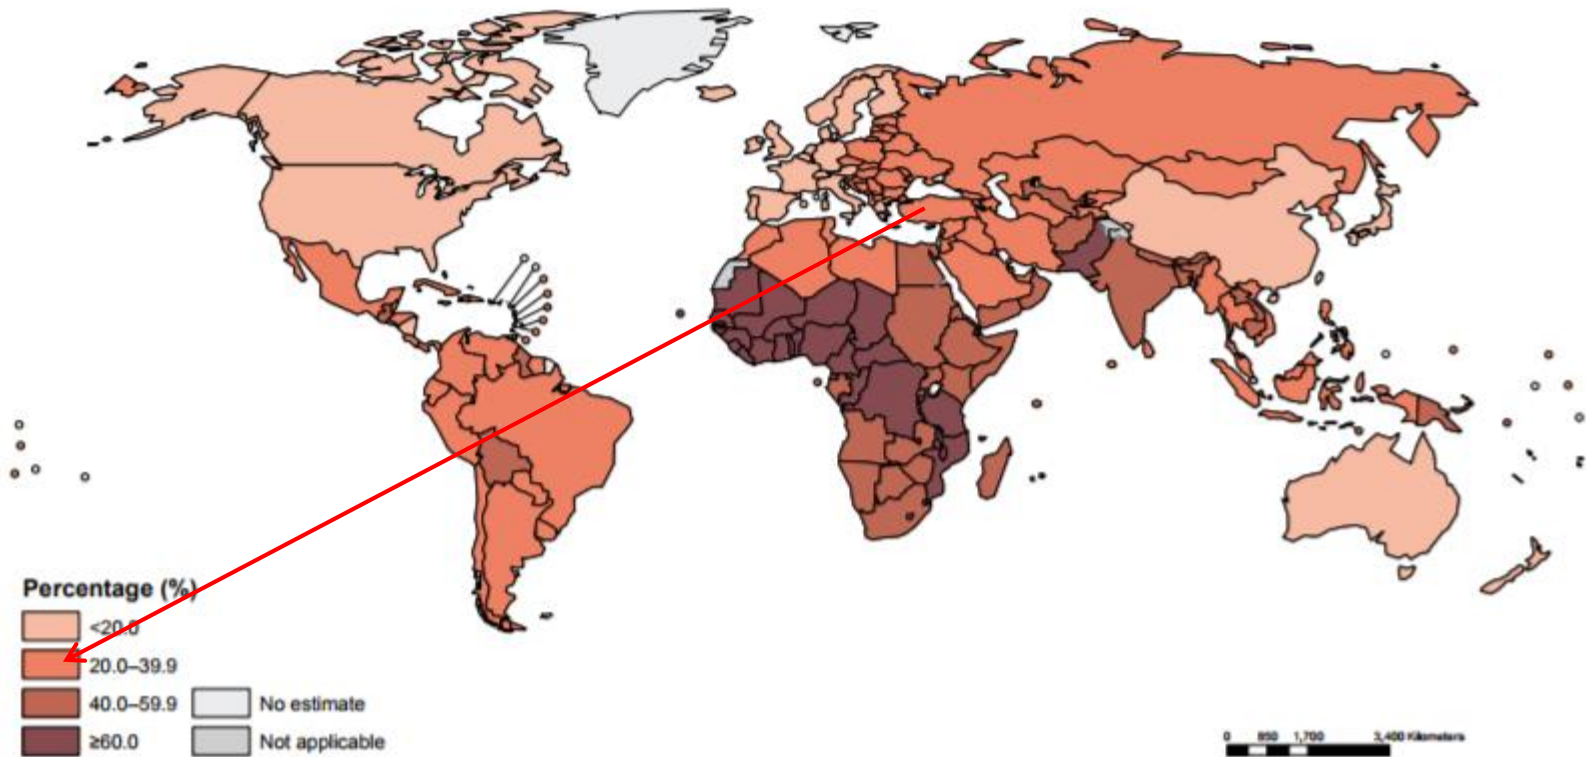 Percentage (%)
<20.0
20.0–39.9
40.0–59.9
≥60.0
No estimate
Not applicable
0 850 1,700 3,400 Kilometers